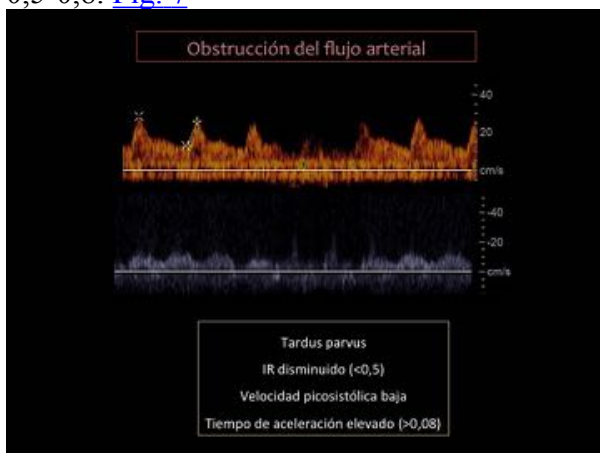 0,5-0,8. Fig. 7
Obstrucción del flujo arterial
40
20
cm/s
-40
-20
cm/s
Tardus parvus
IR disminuido (<0,5)
Velocidad picosistólica baja
Tiempo de aceleración elevado (>0,08)